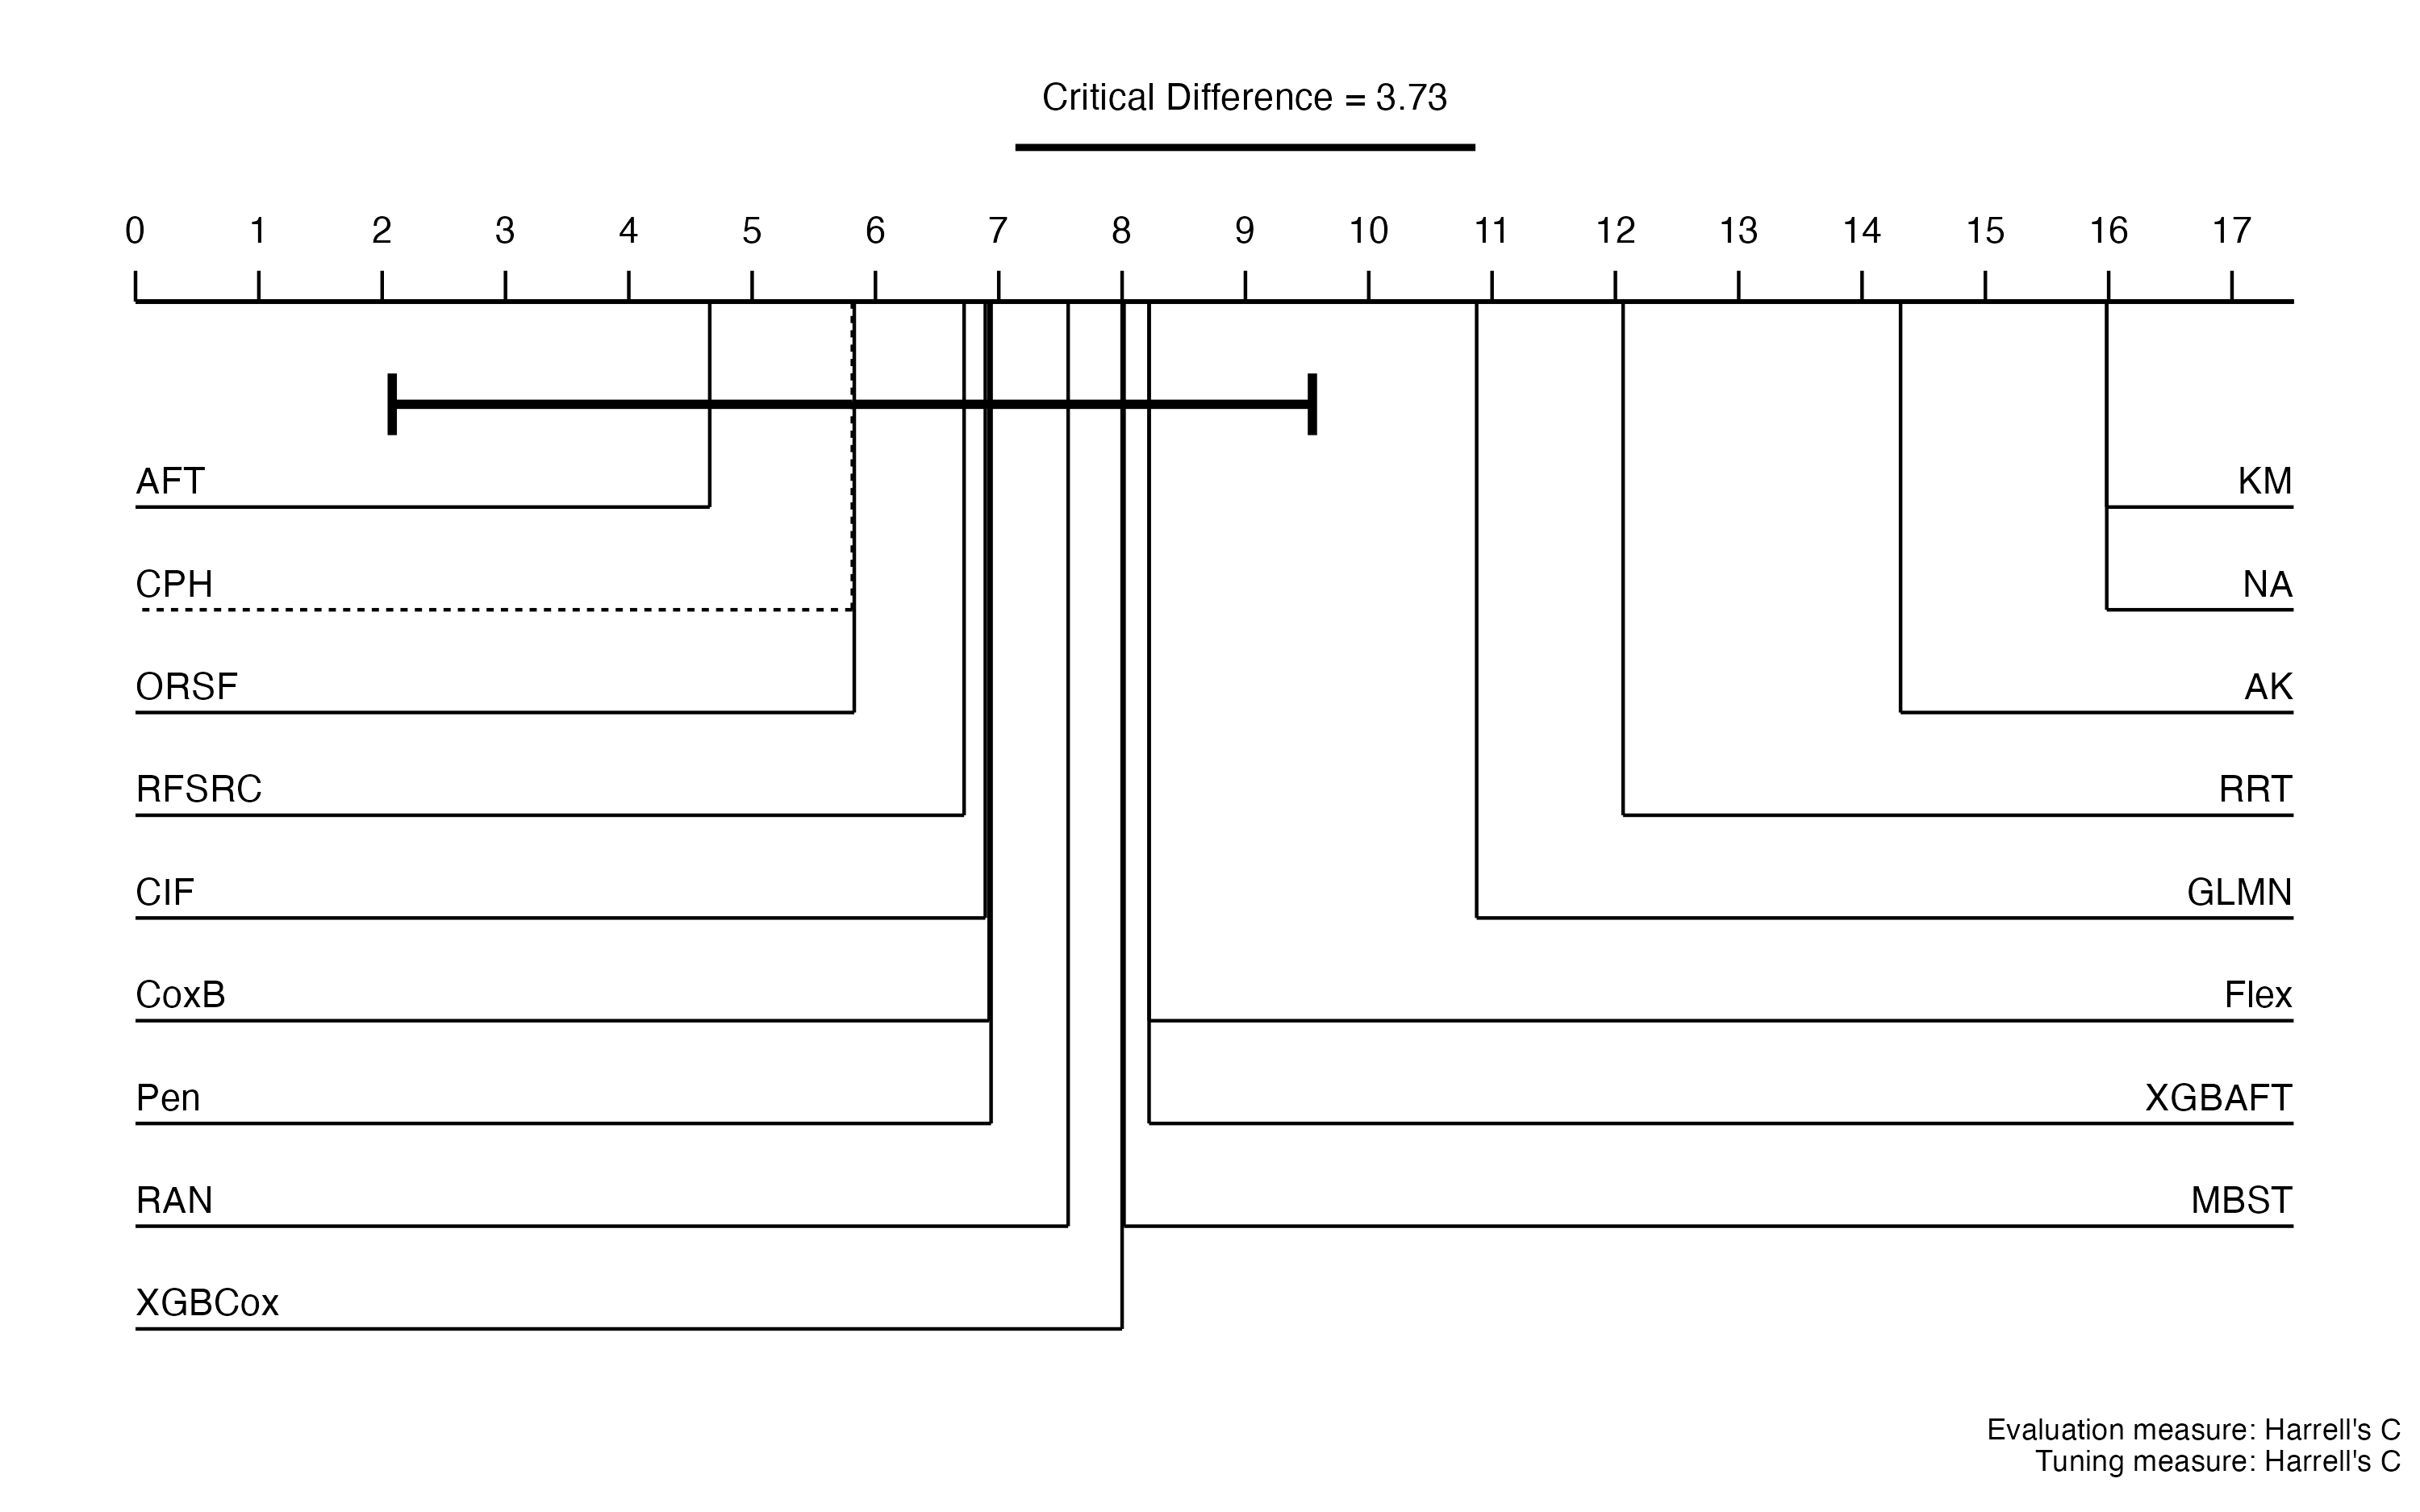 Critical Difference = 3.73
0 1 2 3 4 5 6 7 8 9 10 11 12 13 14 15 16 17
AFT KM
CPH NA
ORSF AK
RFSRC RRT
CIF GLMN
CoxB Flex
Pen XGBAFT
RAN MBST
XGBCox
Evaluation measure: Harrell's C
Tuning measure: Harrell's C